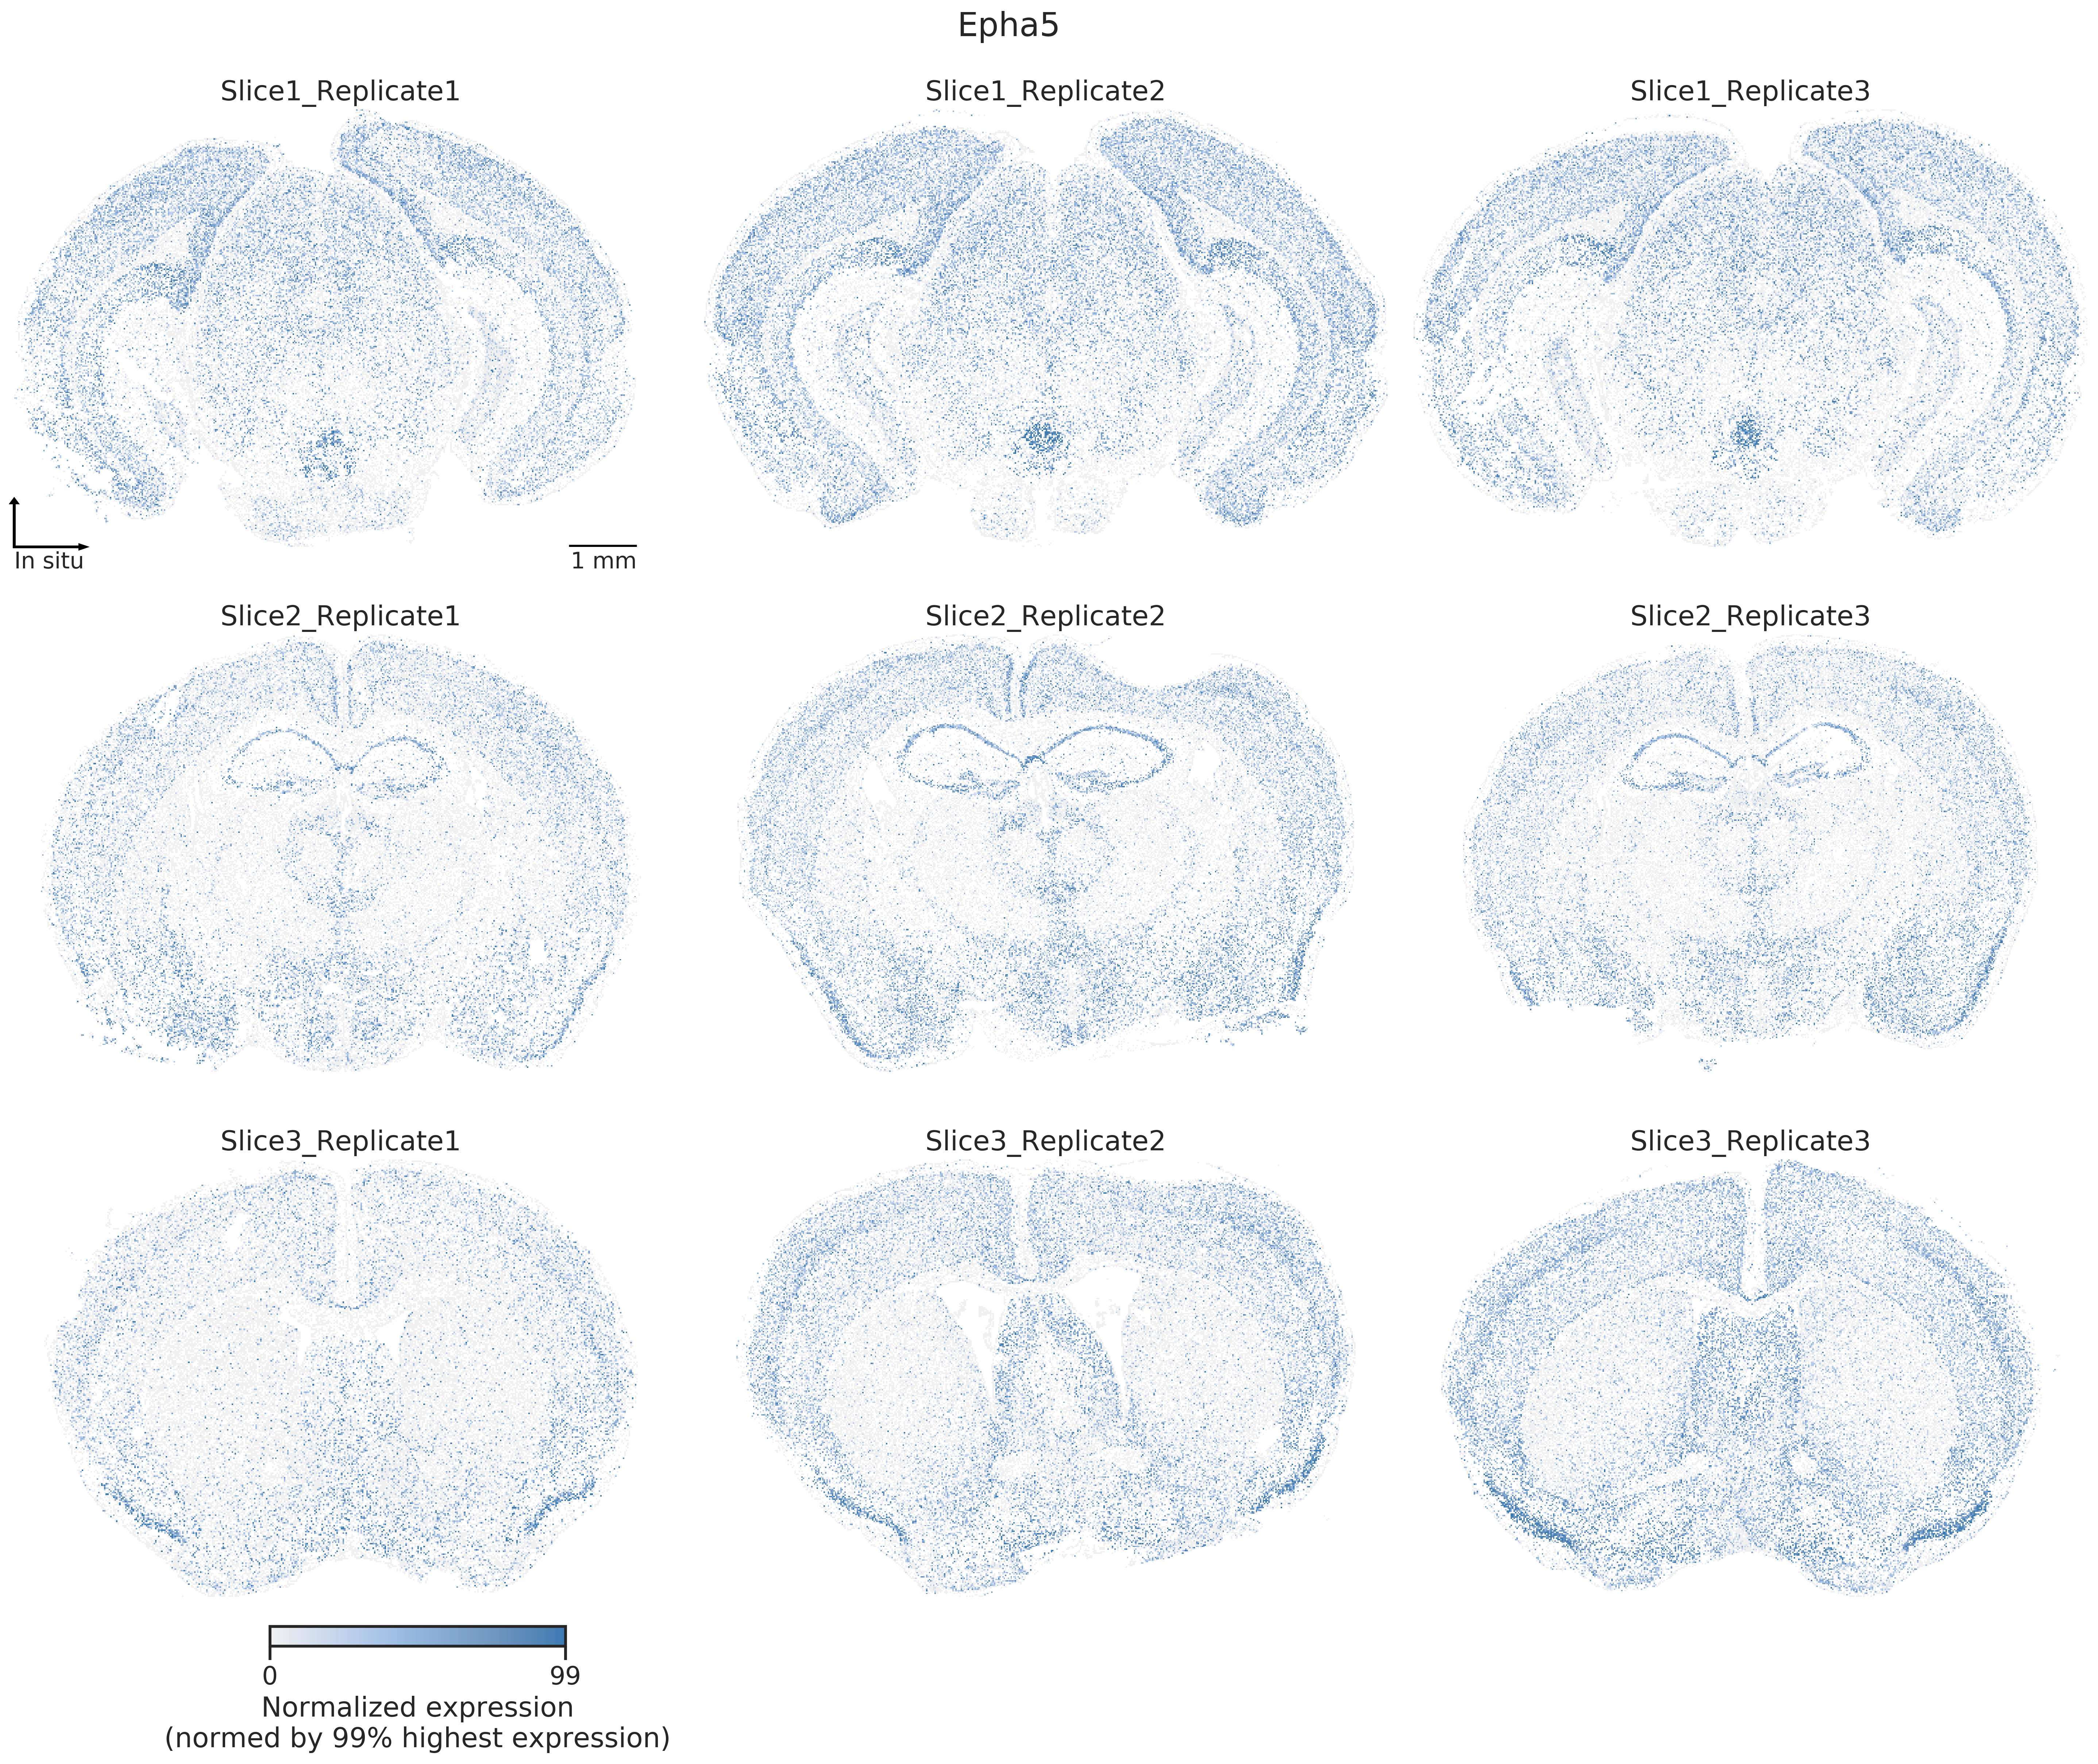 Epha5
Slice1_Replicate1
Slice1_Replicate2
Slice1_Replicate3
In situ
1 mm
Slice2_Replicate1
Slice2_Replicate2
Slice2_Replicate3
Slice3_Replicate1
Slice3_Replicate2
Slice3_Replicate3
0
99
Normalized expression
(normed by 99% highest expression)